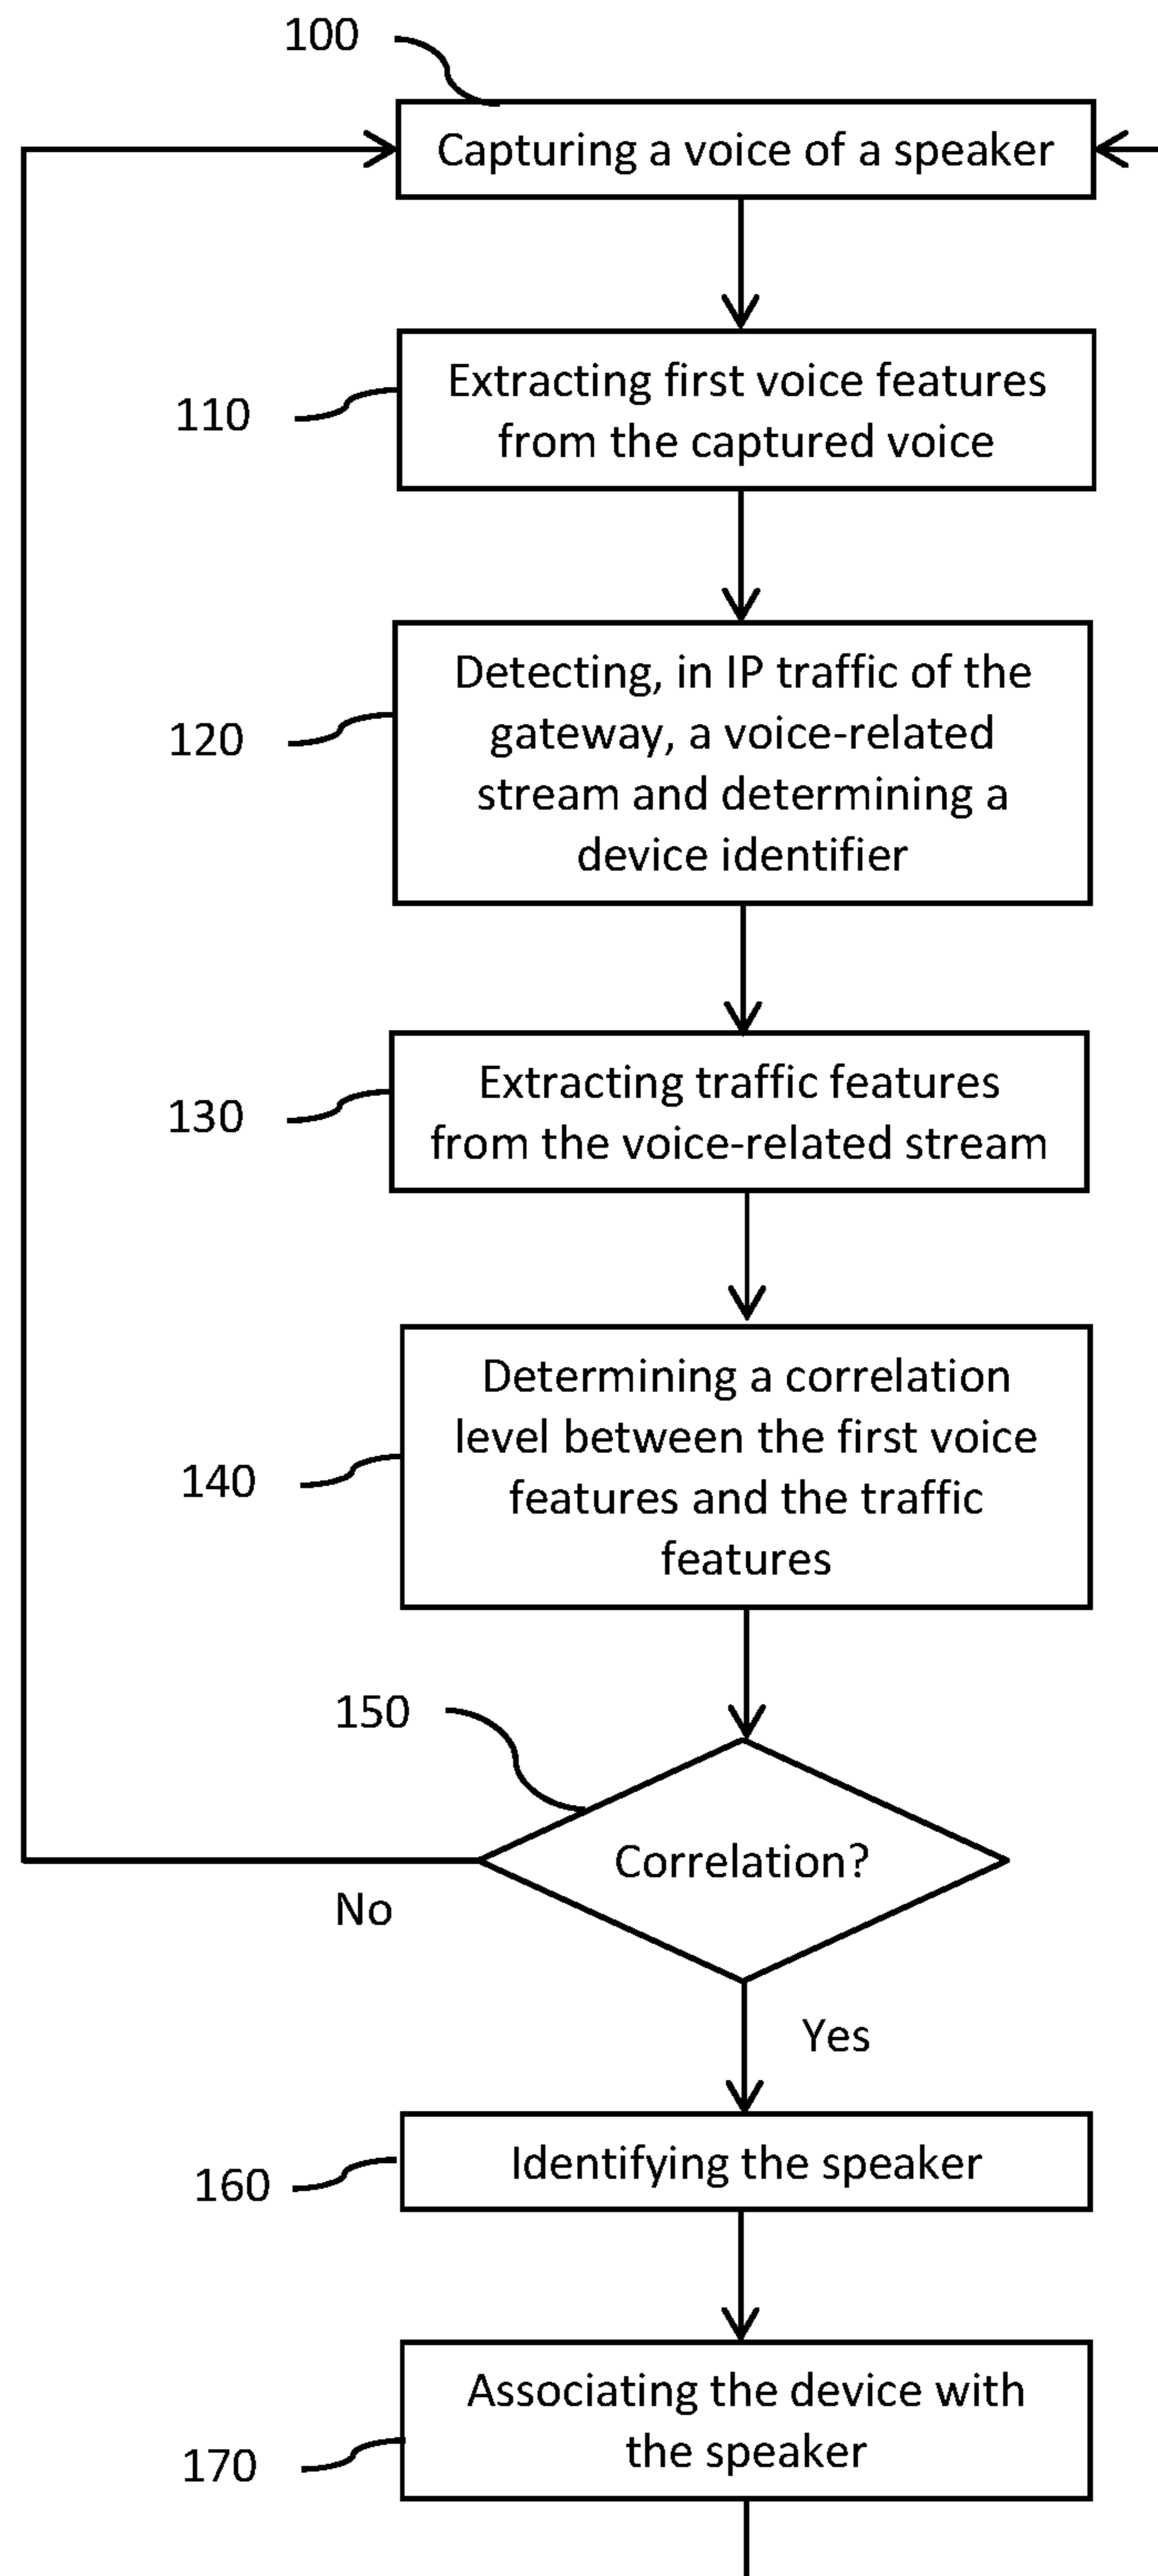 100
Capturing a voice of a speaker
110
Extracting first voice features
from the captured voice
120
Detecting, in IP traffic of the
gateway, a voice-related
stream and determining a
device identifier
130
Extracting traffic features
from the voice-related stream
140
Determining a correlation
level between the first voice
features and the traffic
features
150
Correlation?
No
Yes
160
Identifying the speaker
170
Associating the device with
the speaker